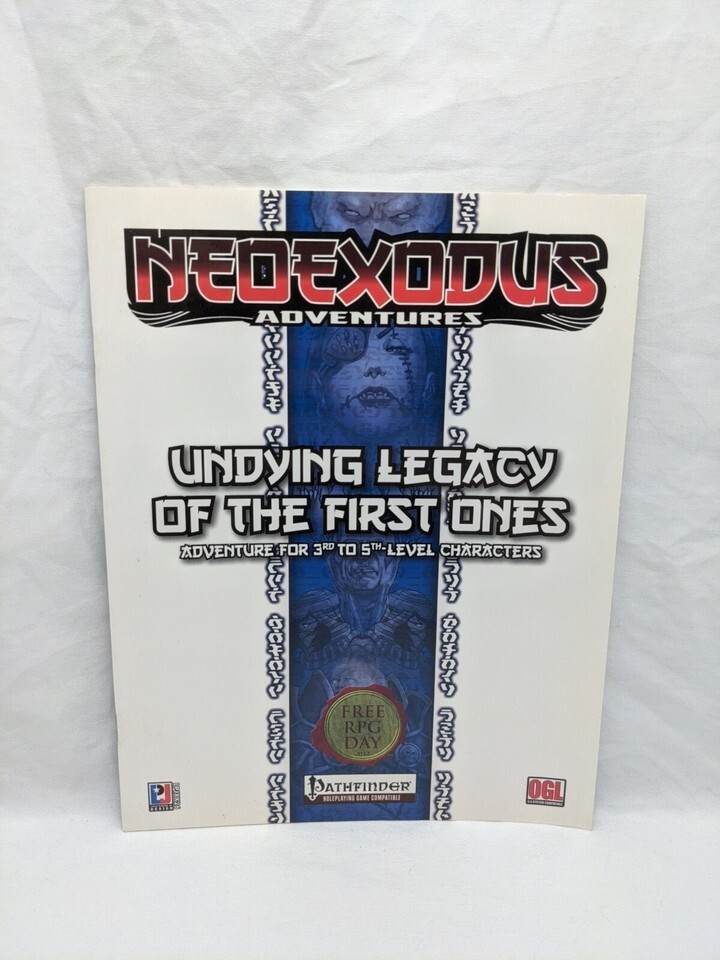 NEOEXODUS
ADVENTURES
UNDYING LEGACY
OF THE FIRST ONES
ADVENTURE FOR 3RD TO 5TH-LEVEL CHARACTERS
FREE
RPG
DAY
PATHFINDER
ROLEPLAYING GAME COMPATIBLE
OGL